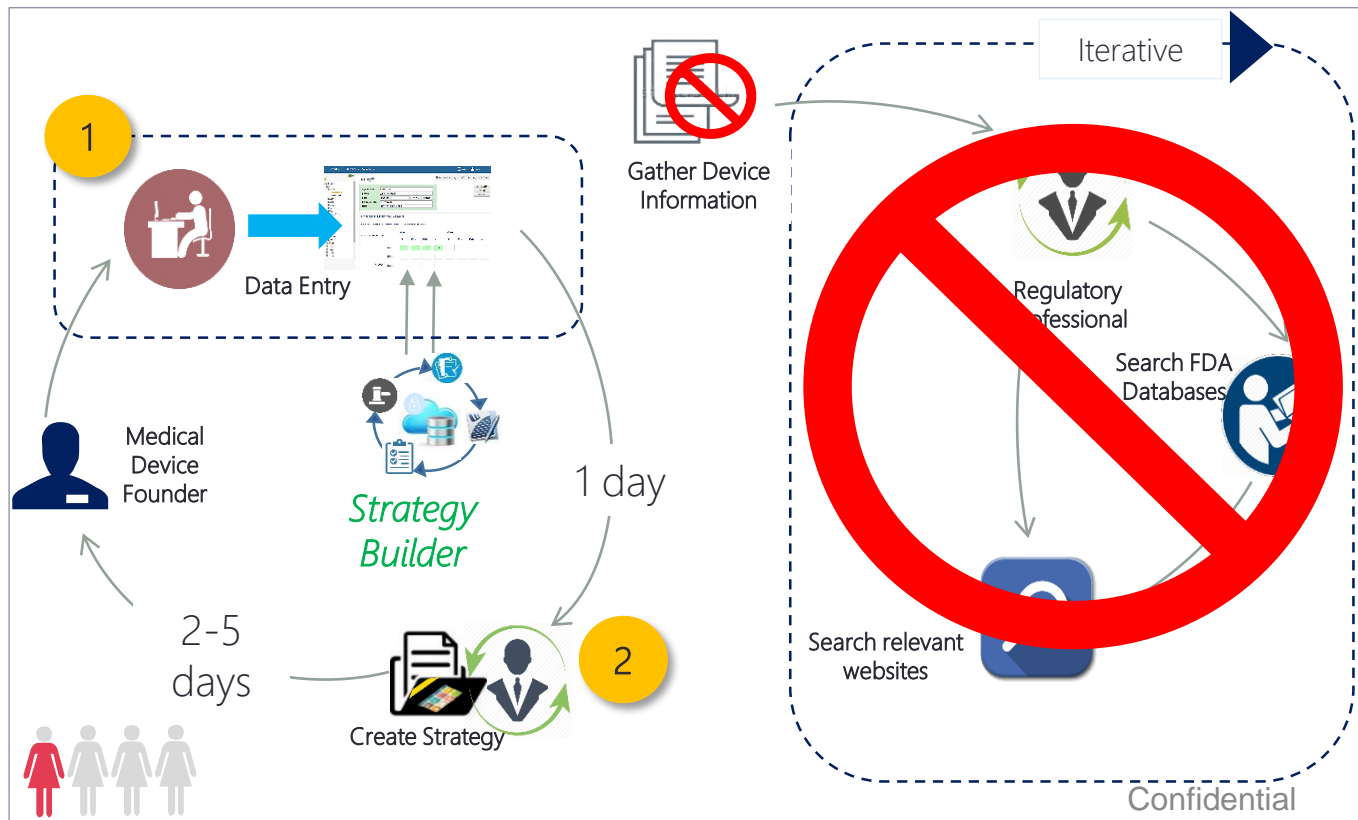 Iterative
1
Gather Device
Information
Data Entry
Regulatory
Professional
Search FDA
Databases
Medical
Device
Founder
Strategy
Builder
1 day
2-5
days
2
Search relevant
websites
Create Strategy
Confidential